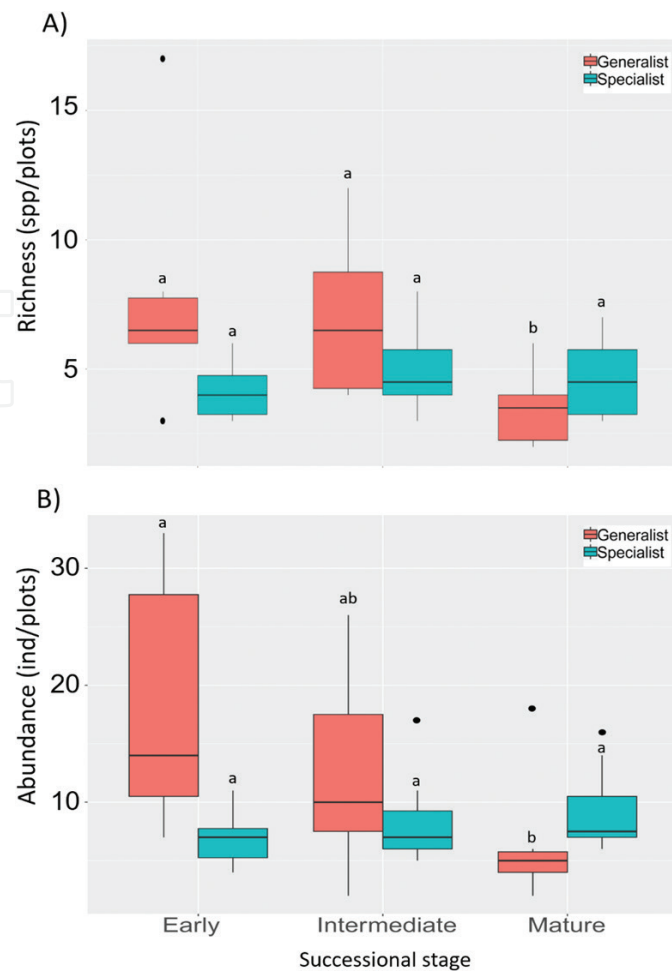 A)
Generalist
Specialist
15
10
5
Richness (spp/plots)
a
a
a
a
b
a
B)
Generalist
Specialist
30
20
10
Abundance (ind/plots)
a
a
ab
a
b
a
Early Intermediate Mature
Successional stage